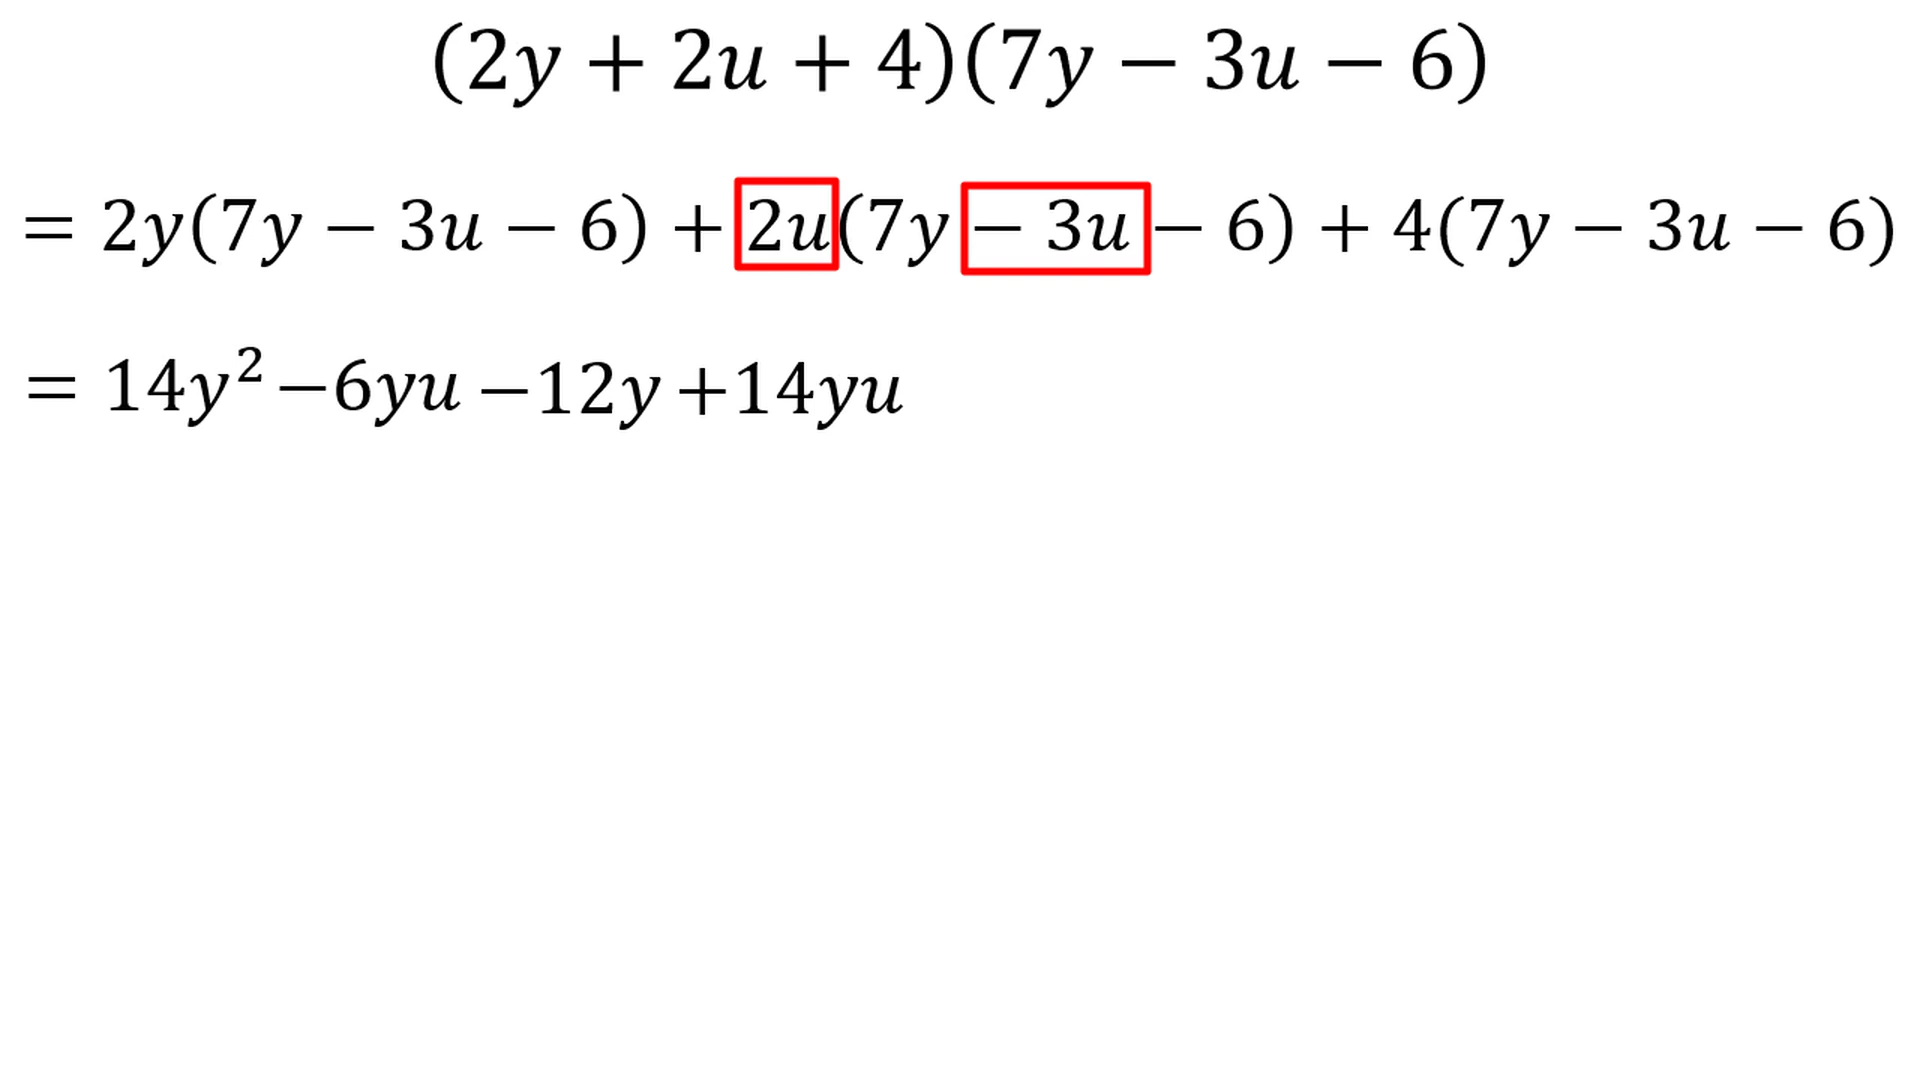 (2y + 2u + 4)(7y − 3u − 6)
= 2y(7y − 3u − 6) + 2u(7y − 3u − 6) + 4(7y − 3u − 6)
= 14y² −6yu −12y +14yu